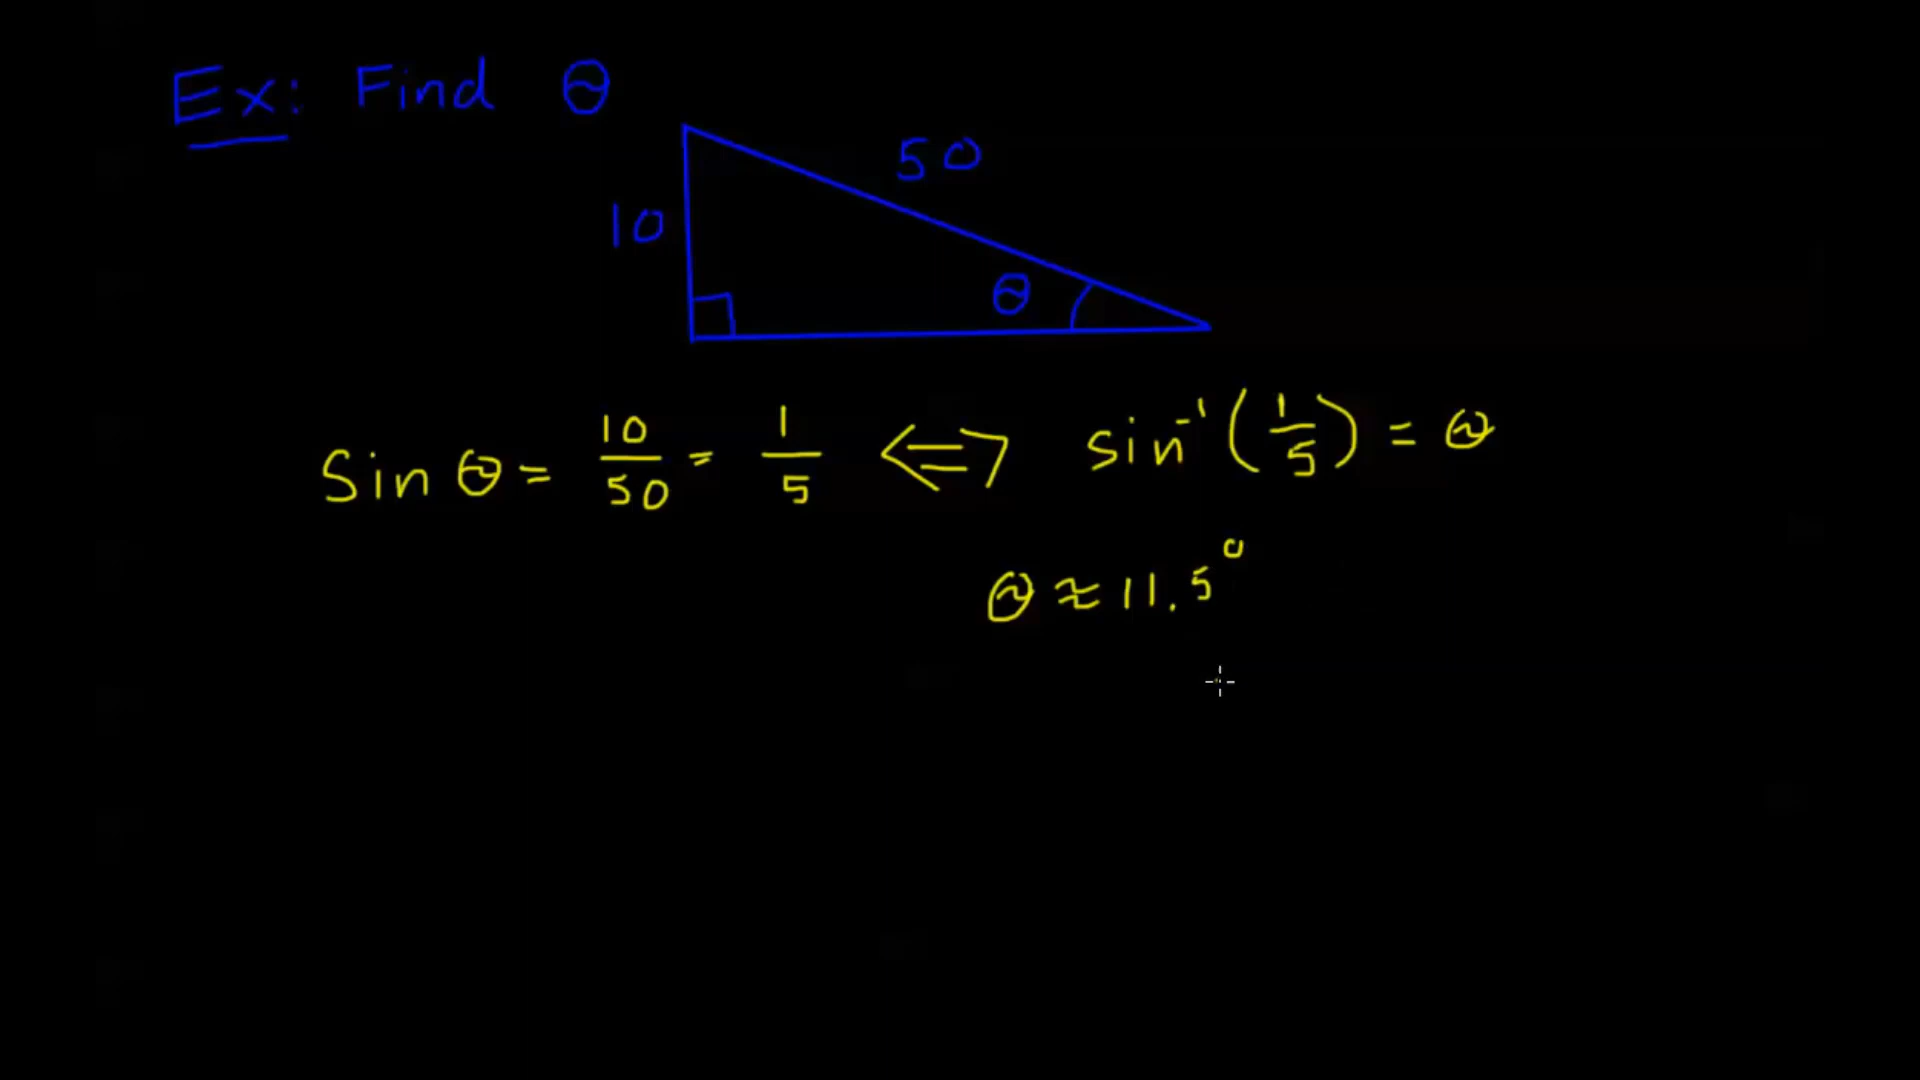 Ex: Find θ
50
10
θ
Sin θ = 10/50 = 1/5 <=> sin⁻¹(1/5) = θ
θ ≈ 11.5°